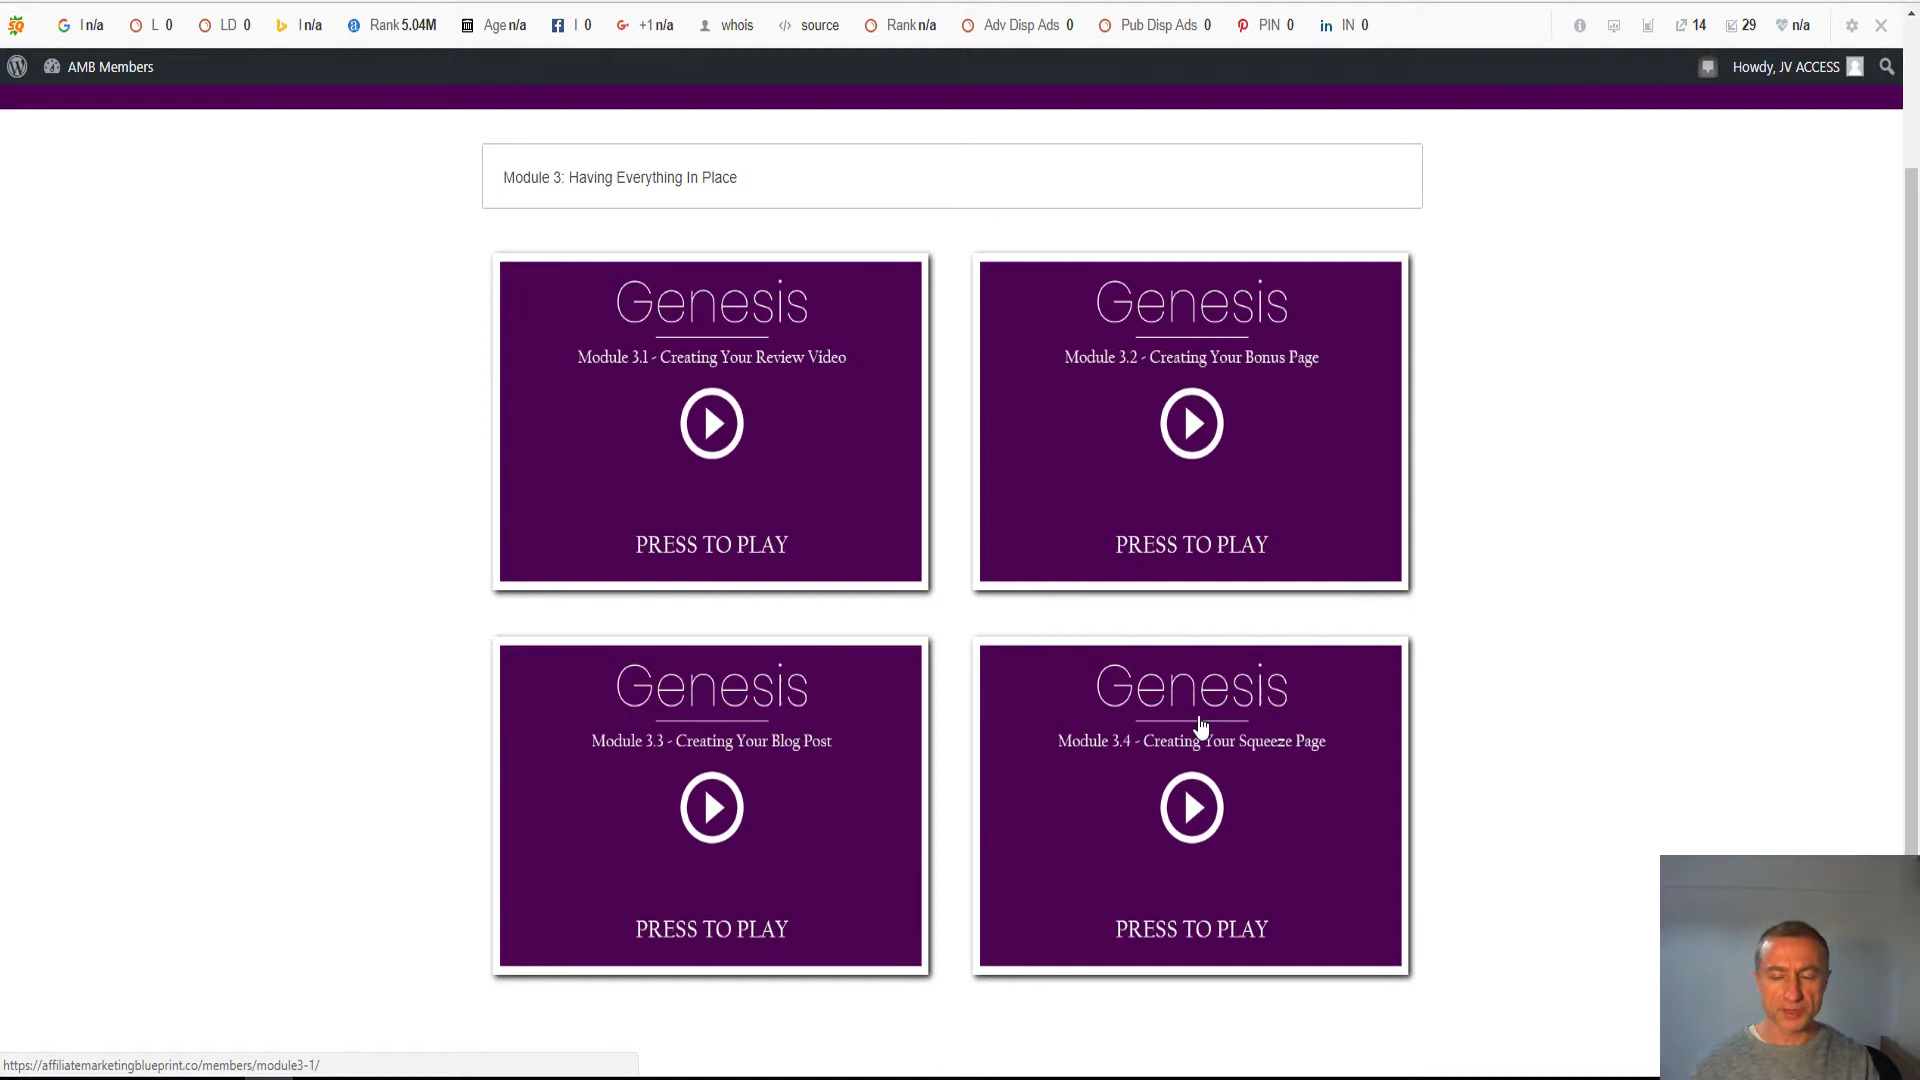 I n/a L 0 LD 0 I n/a Rank 5.04M Age n/a I 0 +1 n/a whois source Rank n/a Adv Disp Ads 0 Pub Disp Ads 0 PIN 0 IN 0 14 29 n/a
AMB Members Howdy, JV ACCESS
Module 3: Having Everything In Place
Genesis
Module 3.1 - Creating Your Review Video
PRESS TO PLAY
Genesis
Module 3.2 - Creating Your Bonus Page
PRESS TO PLAY
Genesis
Module 3.3 - Creating Your Blog Post
PRESS TO PLAY
Genesis
Module 3.4 - Creating Your Squeeze Page
PRESS TO PLAY
https://affiliatemarketingblueprint.co/members/module3-1/